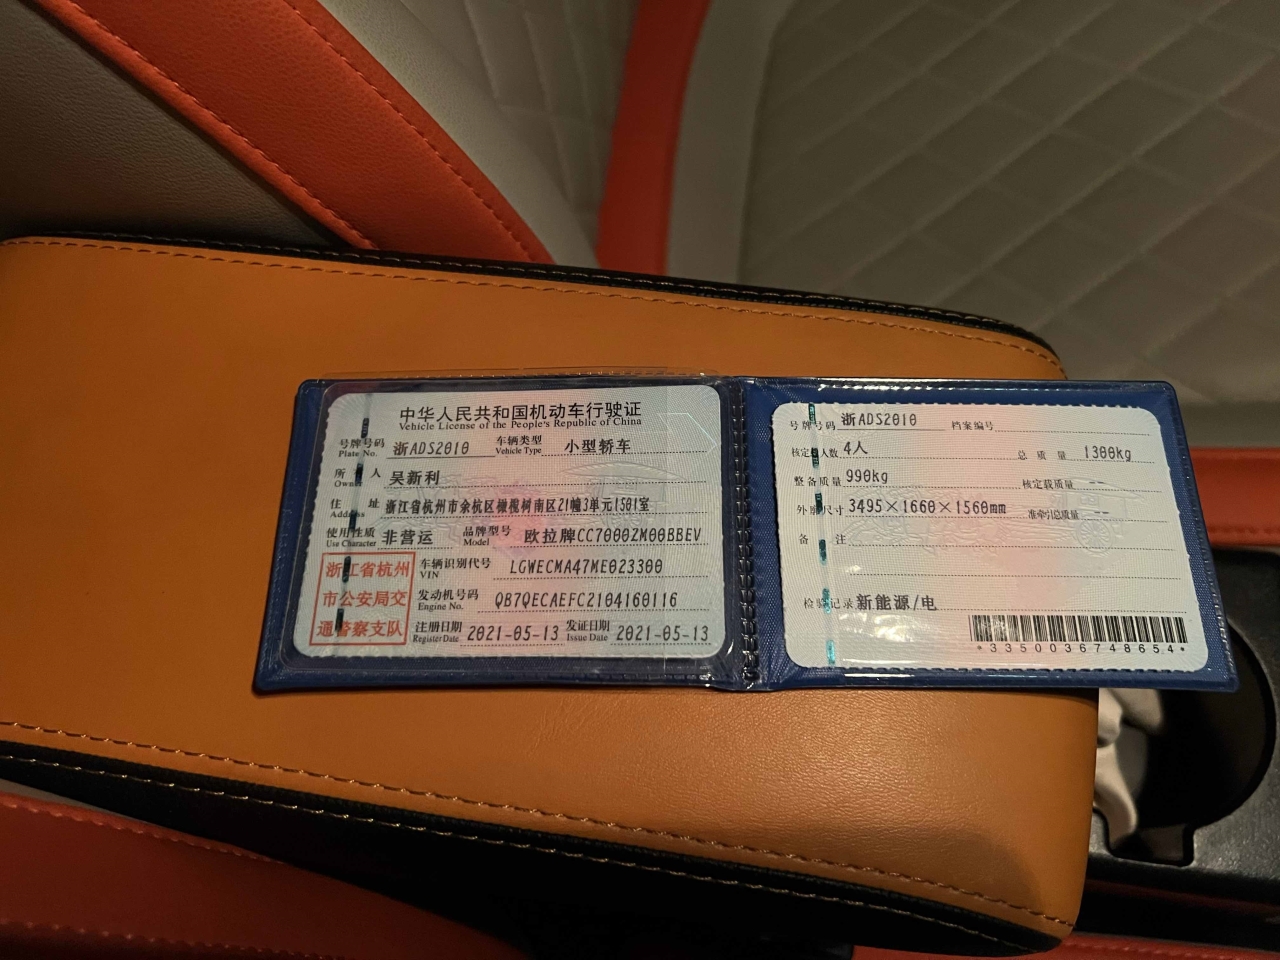 中华人民共和国机动车行驶证
Vehicle License of the People's Republic of China
号牌号码 浙ADS2010 车辆类型 小型轿车
Plate No. Vehicle Type
所有人 吴新利
Owner
住址 浙江省杭州市余杭区橄榄树南区21幢3单元1501室
Address
使用性质 非营运 品牌型号 欧拉牌CC7000ZM00BBEV
Use Character Model
浙江省杭州
市公安局交
通警察支队
车辆识别代号 LGWECMA47ME023300
VIN
发动机号码 QB7QECAEFC2104160116
Engine No.
注册日期 2021-05-13 发证日期 2021-05-13
Register Date Issue Date
号牌号码 浙ADS2010 档案编号
核定载人数 4人 总质量 1300kg
整备质量 990kg 核定载质量 --
外廓尺寸 3495×1660×1560mm 准牵引总质量 --
备注
检验记录 新能源/电
*3350036748654*